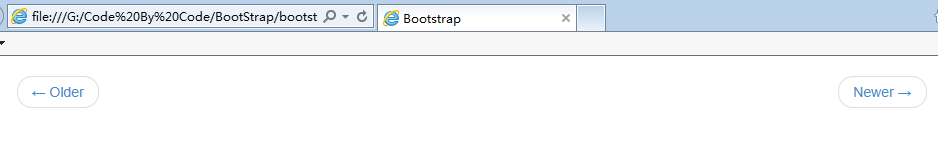 file:///G:/Code%20By%20Code/BootStrap/bootst
Bootstrap
← Older
Newer →